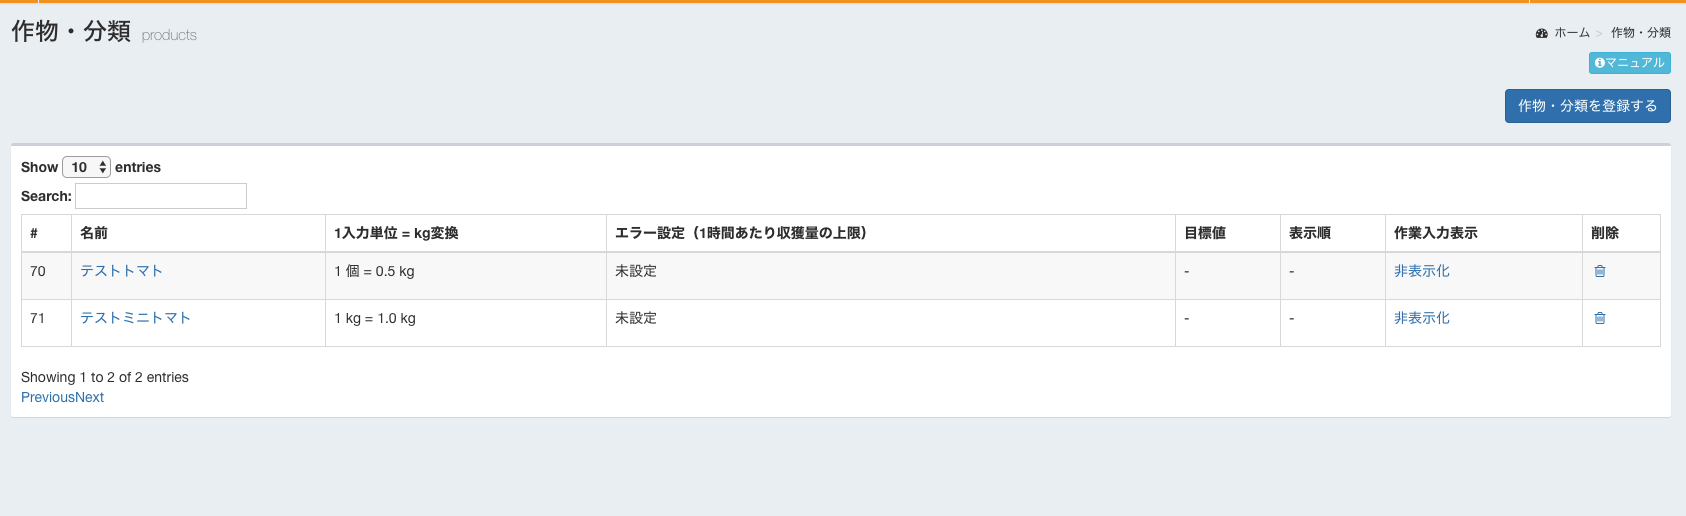 作物・分類 products
ホーム > 作物・分類
マニュアル
作物・分類を登録する
Show 10 entries
Search:
# 名前 1入力単位 = kg変換 エラー設定（1時間あたり収獲量の上限） 目標値 表示順 作業入力表示 削除
70 テストトマト 1 個 = 0.5 kg 未設定 - - 非表示化
71 テストミニトマト 1 kg = 1.0 kg 未設定 - - 非表示化
Showing 1 to 2 of 2 entries
PreviousNext